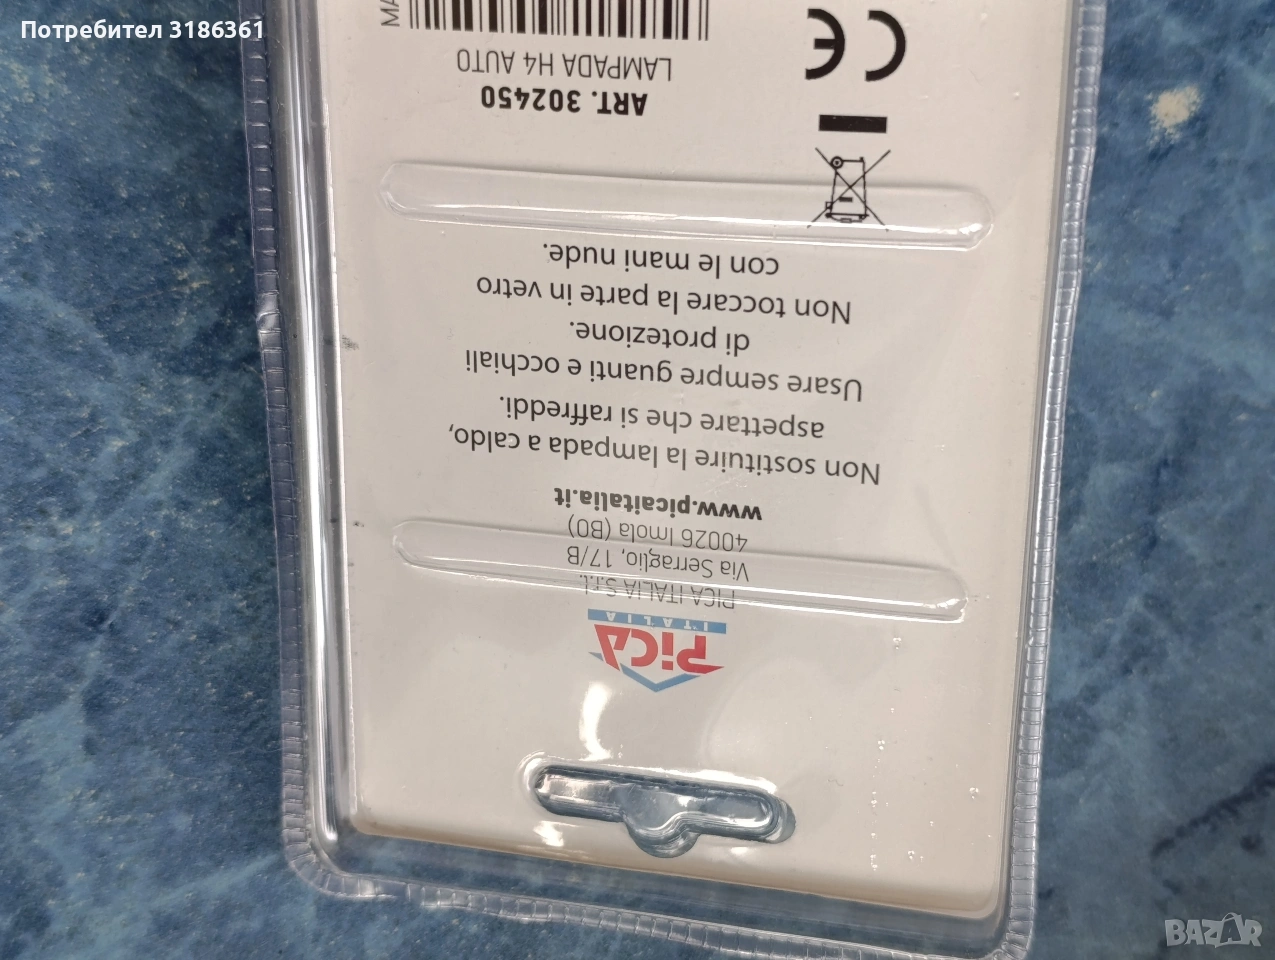 Потребител 3186361
PiCA
ITALIA
PICA ITALIA S.r.l.
Via Serraglio, 17/B
40026 Imola (BO)
www.picaitalia.it
Non sostituire la lampada a caldo,
aspettare che si raffreddi.
Usare sempre guanti e occhiali
di protezione.
Non toccare la parte in vetro
con le mani nude.
ART. 302450
LAMPADA H4 AUTO
CE
BAZAR